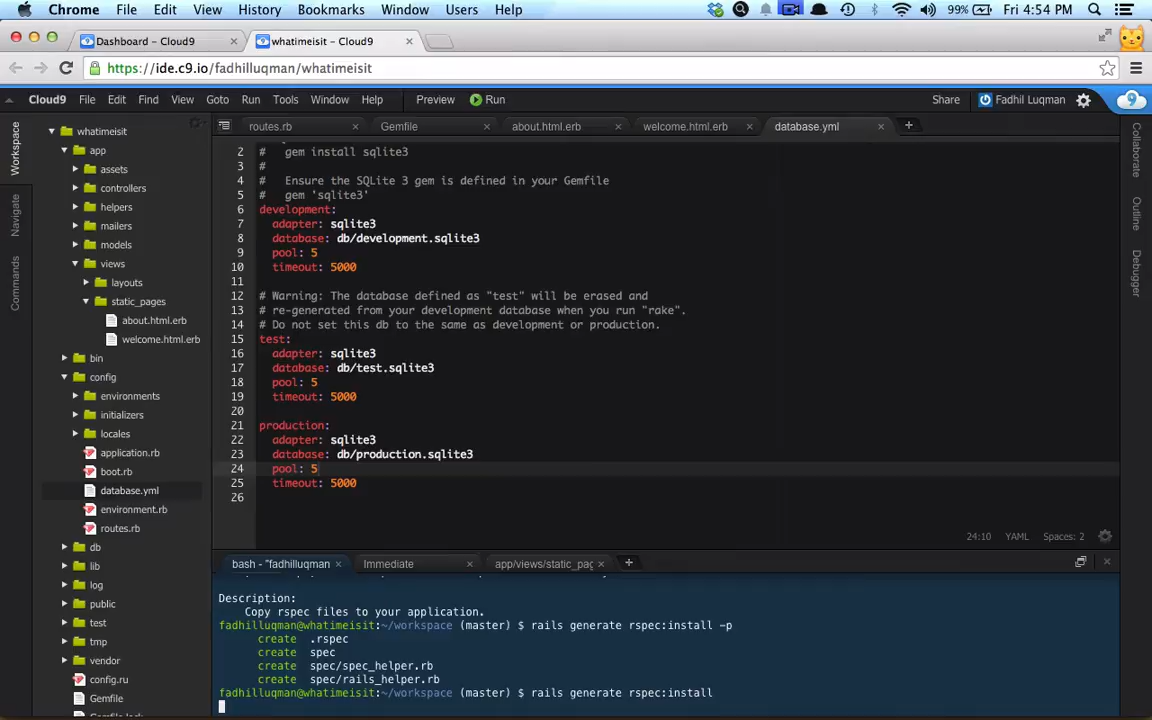 Chrome File Edit View History Bookmarks Window Users Help 99% Fri 4:54 PM
Dashboard – Cloud9 whatimeisit – Cloud9
https://ide.c9.io/fadhilluqman/whatimeisit
Cloud9 File Edit Find View Goto Run Tools Window Help Preview Run Share Fadhil Luqman
routes.rb Gemfile about.html.erb welcome.html.erb database.yml
Workspace
Navigate
Commands
whatimeisit
app
assets
controllers
helpers
mailers
models
views
layouts
static_pages
about.html.erb
welcome.html.erb
bin
config
environments
initializers
locales
application.rb
boot.rb
database.yml
environment.rb
routes.rb
db
lib
log
public
test
tmp
vendor
config.ru
Gemfile
Gemfile.lock
2 # gem install sqlite3
3 #
4 # Ensure the SQLite 3 gem is defined in your Gemfile
5 # gem 'sqlite3'
6 development:
7 adapter: sqlite3
8 database: db/development.sqlite3
9 pool: 5
10 timeout: 5000
11
12 # Warning: The database defined as "test" will be erased and
13 # re-generated from your development database when you run "rake".
14 # Do not set this db to the same as development or production.
15 test:
16 adapter: sqlite3
17 database: db/test.sqlite3
18 pool: 5
19 timeout: 5000
20
21 production:
22 adapter: sqlite3
23 database: db/production.sqlite3
24 pool: 5
25 timeout: 5000
26
24:10 YAML Spaces: 2
Collaborate
Outline
Debugger
bash - "fadhilluqman Immediate app/views/static_pag
Description:
Copy rspec files to your application.
fadhilluqman@whatimeisit:~/workspace (master) $ rails generate rspec:install -p
create .rspec
create spec
create spec/spec_helper.rb
create spec/rails_helper.rb
fadhilluqman@whatimeisit:~/workspace (master) $ rails generate rspec:install